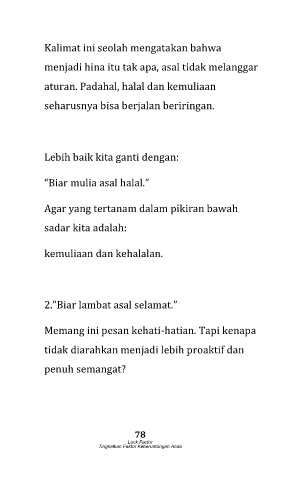 Kalimat ini seolah mengatakan bahwa
menjadi hina itu tak apa, asal tidak melanggar
aturan. Padahal, halal dan kemuliaan
seharusnya bisa berjalan beriringan.
Lebih baik kita ganti dengan:
“Biar mulia asal halal.”
Agar yang tertanam dalam pikiran bawah
sadar kita adalah:
kemuliaan dan kehalalan.
2.“Biar lambat asal selamat.”
Memang ini pesan kehati-hatian. Tapi kenapa
tidak diarahkan menjadi lebih proaktif dan
penuh semangat?
78
Luck Factor
Tingkatkan Faktor Keberuntungan Anda